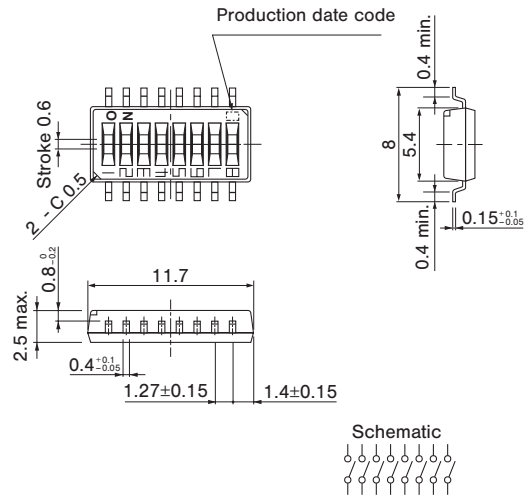 Production date code
0.4 min.
Stroke 0.6
O N
8
5.4
2 - C 0.5
0.4 min.
0.15 +0.1 -0.05
0.8 0 -0.2
11.7
2.5 max.
0.4 +0.1 -0.05
1.27±0.15
1.4±0.15
Schematic